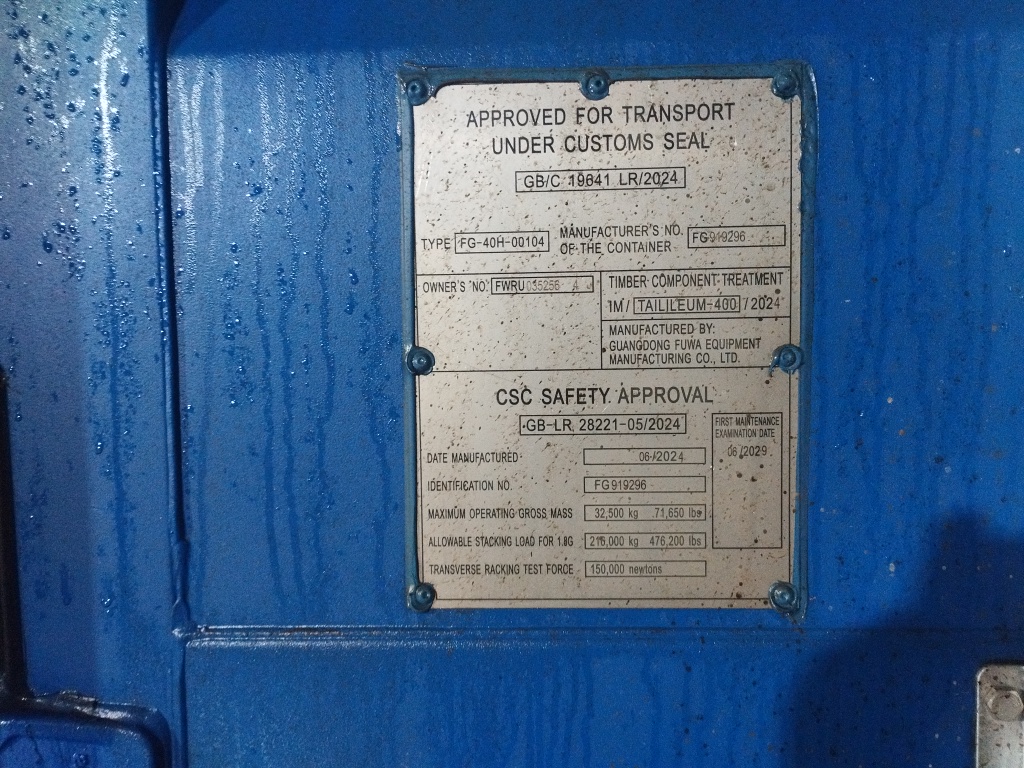 APPROVED FOR TRANSPORT
UNDER CUSTOMS SEAL
GB/C 19641 LR/2024
TYPE FG-40H-00104
MANUFACTURER'S NO.
OF THE CONTAINER
FG919296
OWNER'S NO. FWRU 035256 4
TIMBER COMPONENT TREATMENT
IM / TAILILEUM-400 / 2024
MANUFACTURED BY:
GUANGDONG FUWA EQUIPMENT
MANUFACTURING CO., LTD.
CSC SAFETY APPROVAL
GB-LR 28221-05/2024
FIRST MAINTENANCE
EXAMINATION DATE
06/2029
DATE MANUFACTURED 06/2024
IDENTIFICATION NO. FG919296
MAXIMUM OPERATING GROSS MASS 32,500 kg 71,650 lbs
ALLOWABLE STACKING LOAD FOR 1.8G 216,000 kg 476,200 lbs
TRANSVERSE RACKING TEST FORCE 150,000 newtons